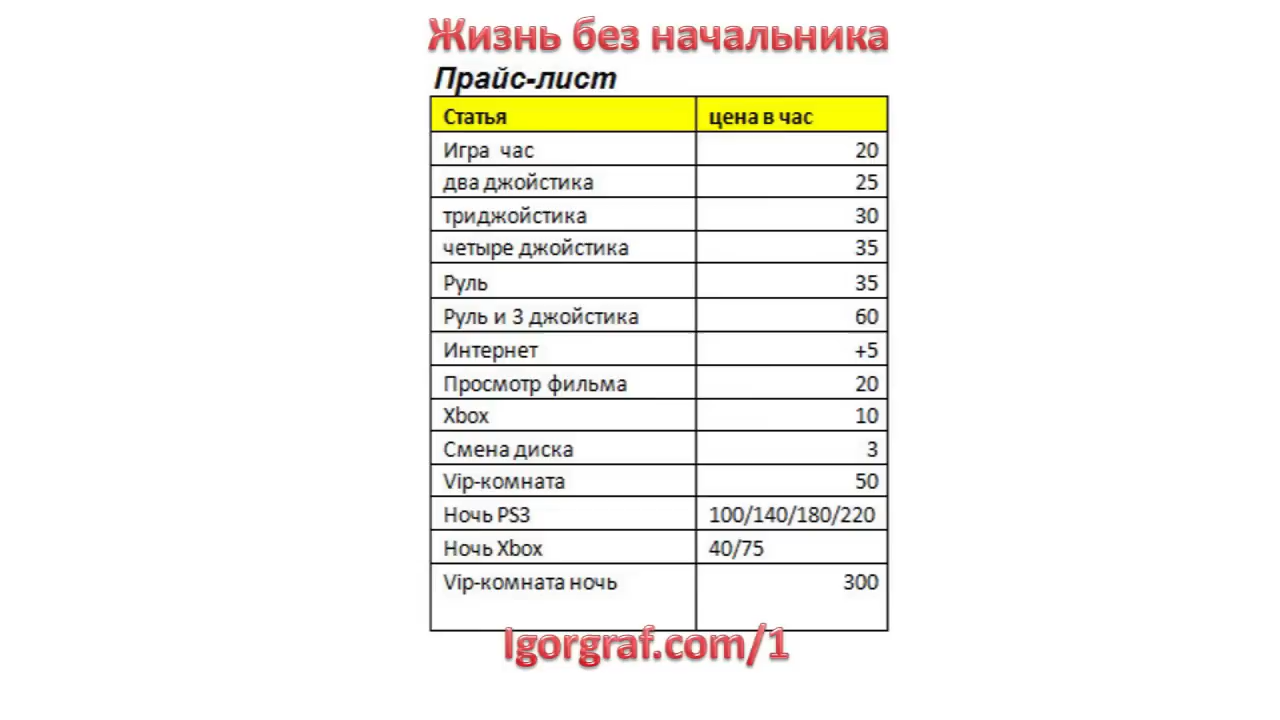 Жизнь без начальника
Прайс-лист
Статья цена в час
Игра час 20
два джойстика 25
триджойстика 30
четыре джойстика 35
Руль 35
Руль и 3 джойстика 60
Интернет +5
Просмотр фильма 20
Xbox 10
Смена диска 3
Vip-комната 50
Ночь PS3 100/140/180/220
Ночь Xbox 40/75
Vip-комната ночь 300
Igorgraf.com/1